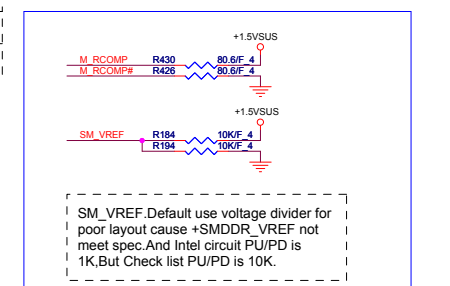 +1.5VSUS
M_RCOMP R430 80.6/F_4
M_RCOMP# R426 80.6/F_4
+1.5VSUS
SM_VREF R184 10K/F_4
R194 10K/F_4
SM_VREF.Default use voltage divider for
poor layout cause +SMDDR_VREF not
meet spec.And Intel circuit PU/PD is
1K,But Check list PU/PD is 10K.